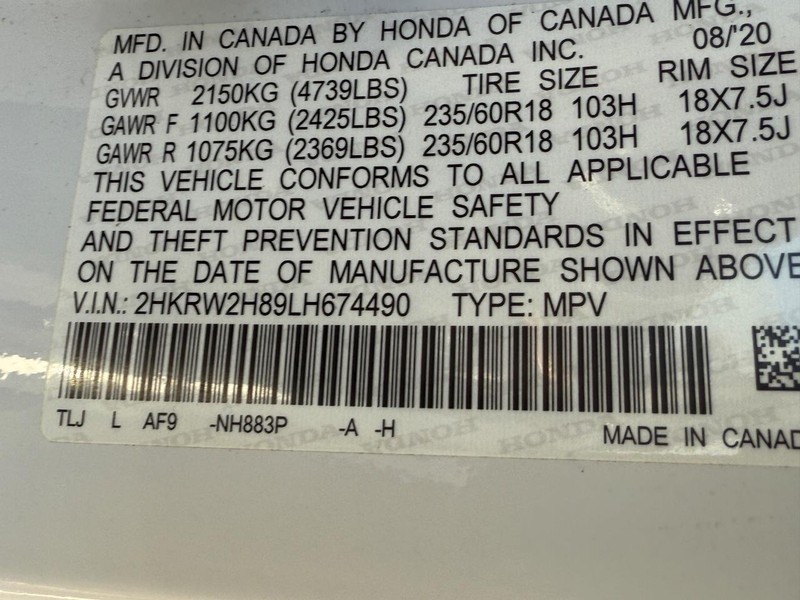 MFD. IN CANADA BY HONDA OF CANADA MFG.,
A DIVISION OF HONDA CANADA INC. 08/'20
GVWR 2150KG (4739LBS) TIRE SIZE RIM SIZE
GAWR F 1100KG (2425LBS) 235/60R18 103H 18X7.5J
GAWR R 1075KG (2369LBS) 235/60R18 103H 18X7.5J
THIS VEHICLE CONFORMS TO ALL APPLICABLE
FEDERAL MOTOR VEHICLE SAFETY
AND THEFT PREVENTION STANDARDS IN EFFECT
ON THE DATE OF MANUFACTURE SHOWN ABOVE
V.I.N.: 2HKRW2H89LH674490 TYPE: MPV
TLJ L AF9 -NH883P -A -H
MADE IN CANAD